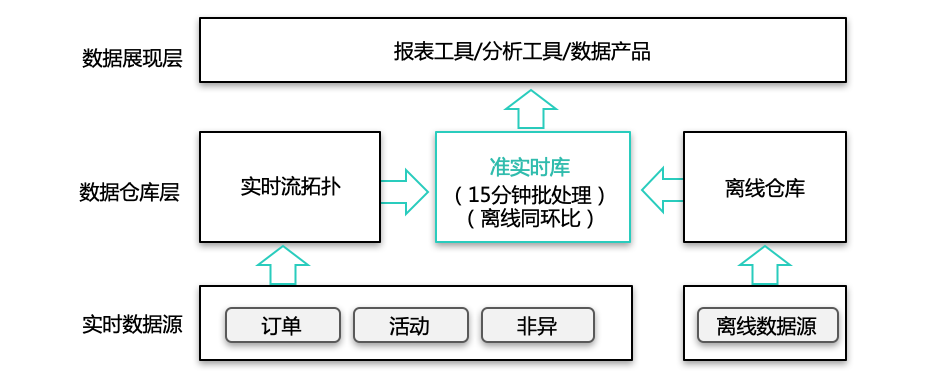 数据展现层
报表工具/分析工具/数据产品
数据仓库层
实时流拓扑
准实时库
（15分钟批处理）
（离线同环比）
离线仓库
实时数据源
订单
活动
非异
离线数据源